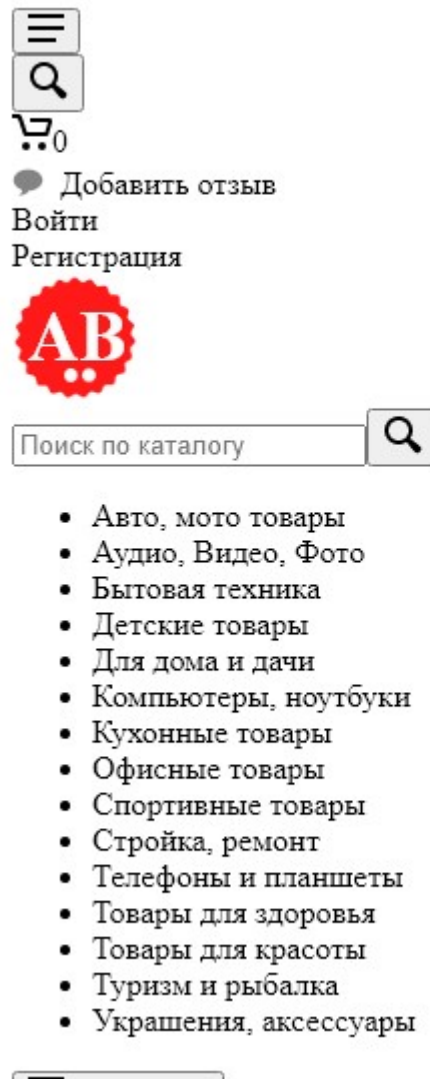 0
Добавить отзыв
Войти
Регистрация
AB
Поиск по каталогу
Авто, мото товары
Аудио, Видео, Фото
Бытовая техника
Детские товары
Для дома и дачи
Компьютеры, ноутбуки
Кухонные товары
Офисные товары
Спортивные товары
Стройка, ремонт
Телефоны и планшеты
Товары для здоровья
Товары для красоты
Туризм и рыбалка
Украшения, аксессуары